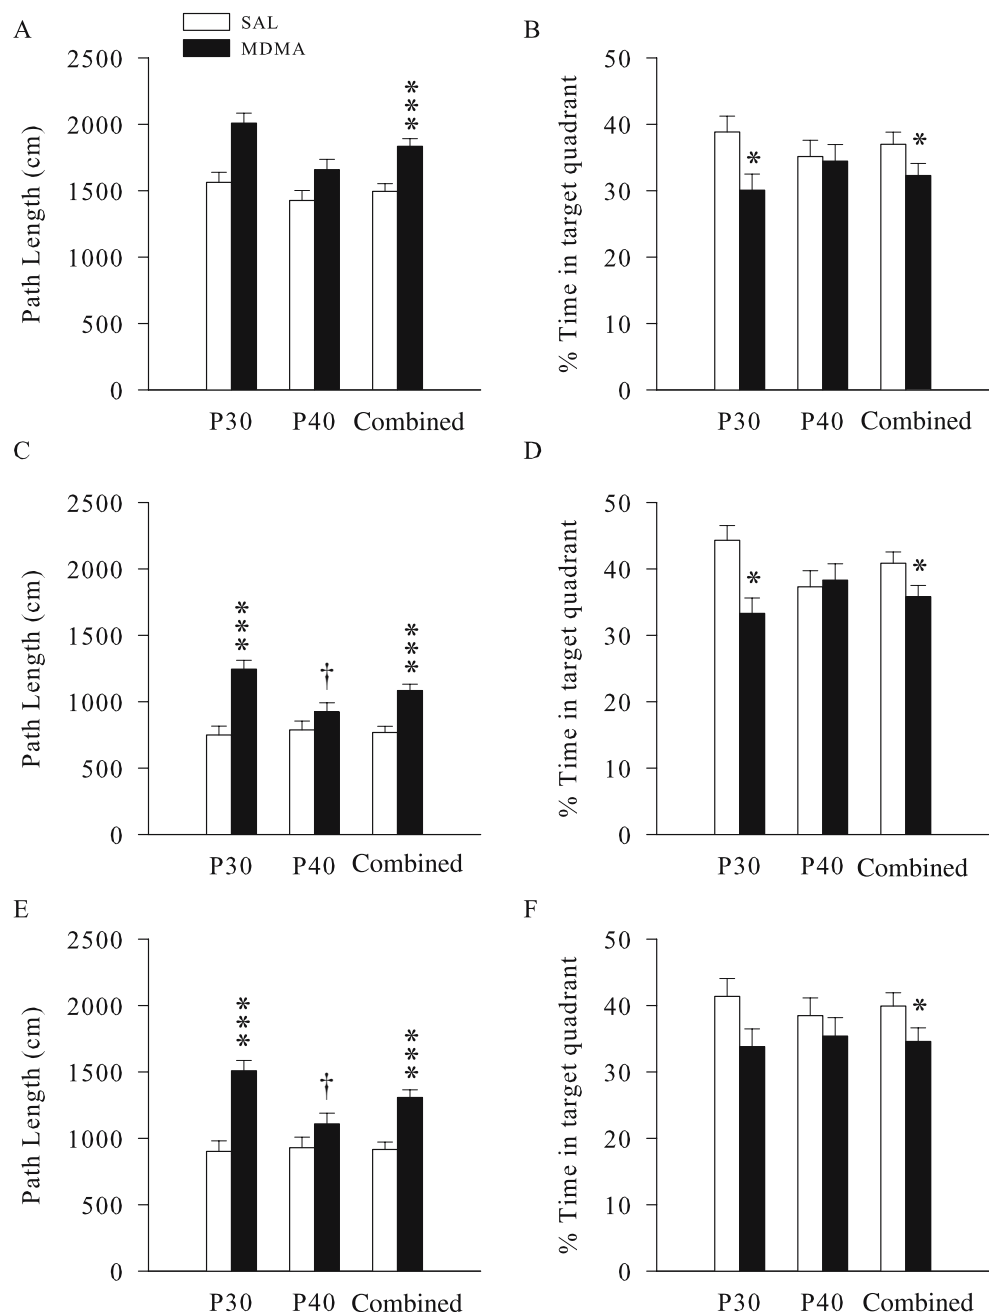 A
SAL
MDMA
2500
2000
1500
1000
500
0
Path Length (cm)
***
P30 P40 Combined
B
50
40
30
20
10
0
% Time in target quadrant
* *
P30 P40 Combined
C
2500
2000
1500
1000
500
0
Path Length (cm)
*** † ***
P30 P40 Combined
D
50
40
30
20
10
0
% Time in target quadrant
* *
P30 P40 Combined
E
2500
2000
1500
1000
500
0
Path Length (cm)
*** † ***
P30 P40 Combined
F
50
40
30
20
10
0
% Time in target quadrant
*
P30 P40 Combined